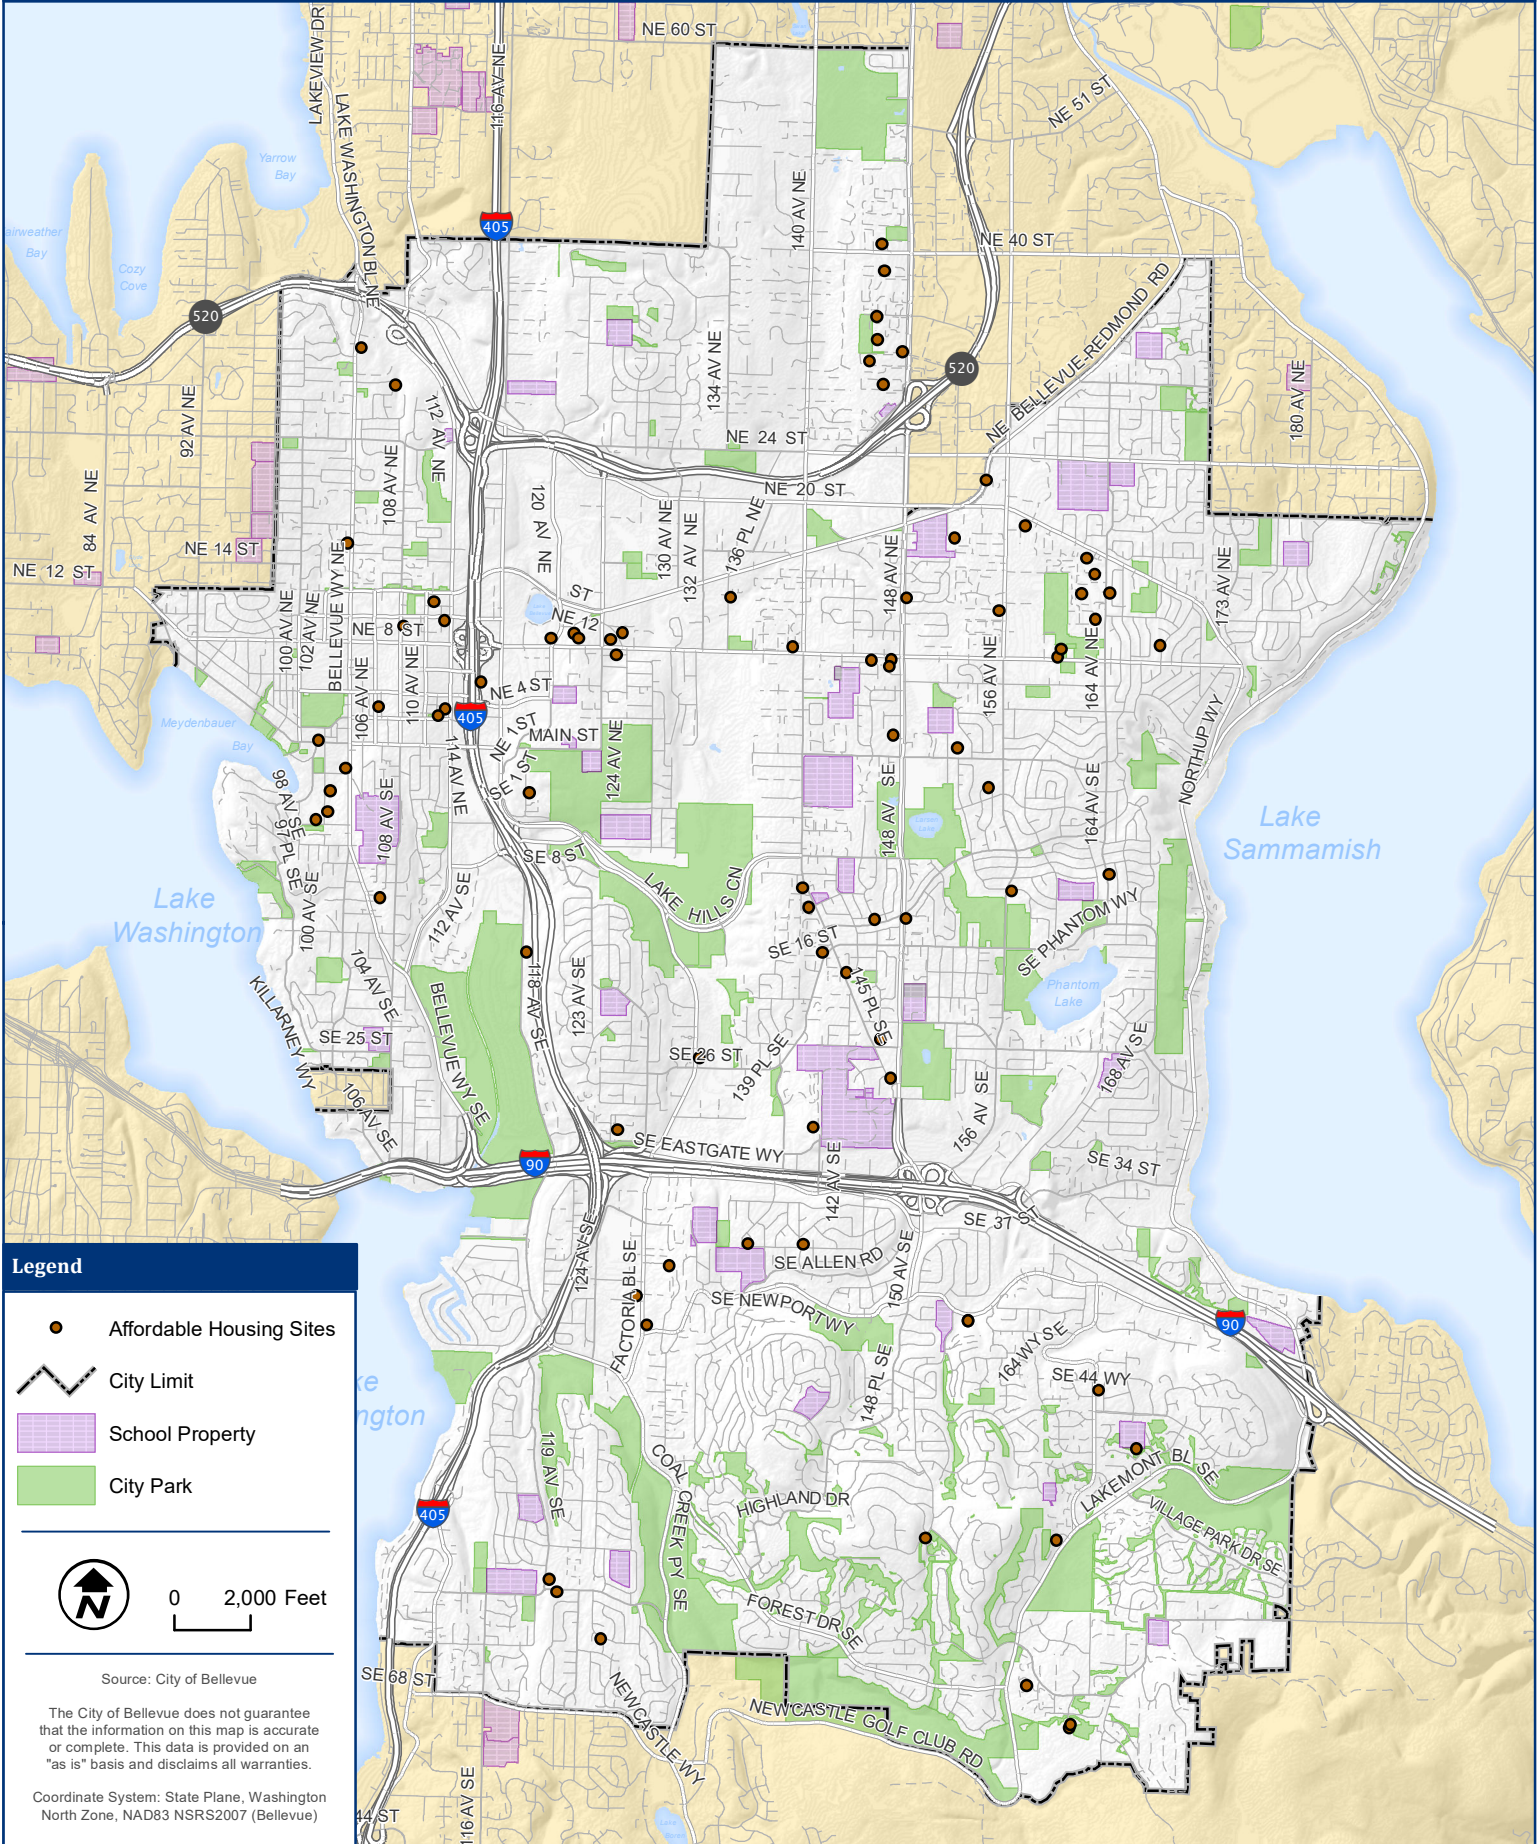 NE 60 ST
LAKEVIEW DR
LAKE WASHINGTON BL NE
116 AV NE
NE 51 ST
Yarrow
Bay
140 AV NE
405
airweather
Bay
NE 40 ST
Cozy
Cove
520
NE BELLEVUE-REDMOND RD
134 AV NE
520
92 AV NE
112 AV NE
180 AV NE
NE 24 ST
108 AV NE
84 AV NE
120 AV NE
NE 20 ST
130 AV NE
132 AV NE
136 PL NE
NE 14 ST
BELLEVUE WY NE
148 AV NE
173 AV NE
NE 12 ST
ST
NE 12
100 AV NE
102 AV NE
NE 8 ST
106 AV NE
110 AV NE
156 AV NE
164 AV NE
NE 4 ST
405
Meydenbauer
Bay
NE 1 ST
MAIN ST
124 AV NE
114 AV NE
SE 1 ST
NORTHUP WY
98 AV SE
97 PL SE
108 AV SE
148 AV SE
164 AV SE
Larsen
Lake
Lake
Sammamish
SE 8 ST
LAKE HILLS CN
Lake
Washington
100 AV SE
112 AV SE
SE 16 ST
SE PHANTOM WY
Phantom
Lake
104 AV SE
118 AV SE
123 AV SE
145 PL SE
KILLARNEY WY
BELLEVUE WY SE
SE 25 ST
SE 26 ST
139 PL SE
168 AV SE
106 AV SE
156 AV SE
SE EASTGATE WY
90
142 AV SE
SE 34 ST
SE 37 ST
124 AV SE
FACTORIA BL SE
SE ALLEN RD
150 AV SE
SE NEWPORT WY
90
164 WY SE
148 PL SE
SE 44 WY
ke
ngton
119 AV SE
COAL CREEK PY SE
LAKEMONT BL SE
HIGHLAND DR
405
VILLAGE PARK DR SE
FOREST DR SE
SE 68 ST
NEWCASTLE WY
NEWCASTLE GOLF CLUB RD
116 AV SE
44 ST
Lake
Legend
Affordable Housing Sites
City Limit
School Property
City Park
N
0 2,000 Feet
Source: City of Bellevue
The City of Bellevue does not guarantee
that the information on this map is accurate
or complete. This data is provided on an
"as is" basis and disclaims all warranties.
Coordinate System: State Plane, Washington
North Zone, NAD83 NSRS2007 (Bellevue)